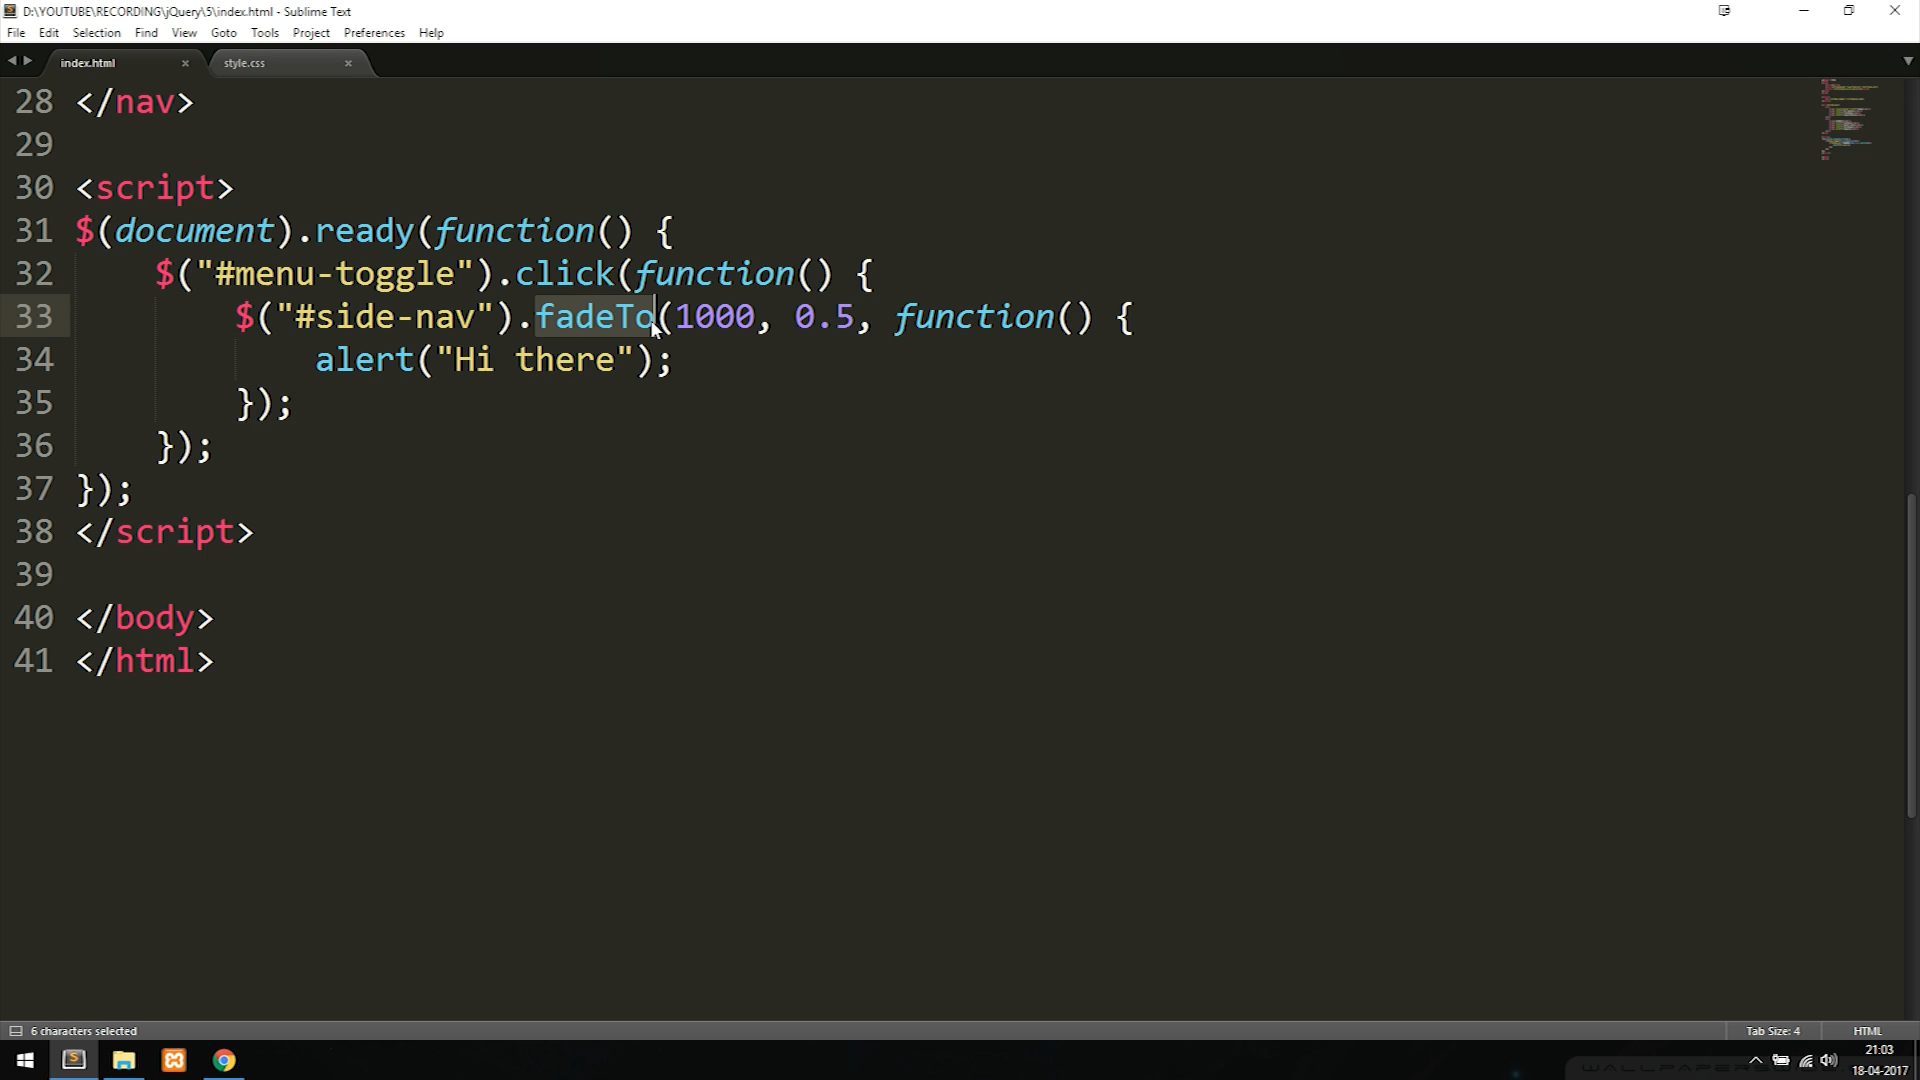 D:\YOUTUBE\RECORDING\jQuery\5\index.html - Sublime Text
File Edit Selection Find View Goto Tools Project Preferences Help
index.html style.css
28 </nav>
29
30 <script>
31 $(document).ready(function() {
32 $("#menu-toggle").click(function() {
33 $("#side-nav").fadeTo(1000, 0.5, function() {
34 alert("Hi there");
35 });
36 });
37 });
38 </script>
39
40 </body>
41 </html>
6 characters selected Tab Size: 4 HTML
21:03
18-04-2017